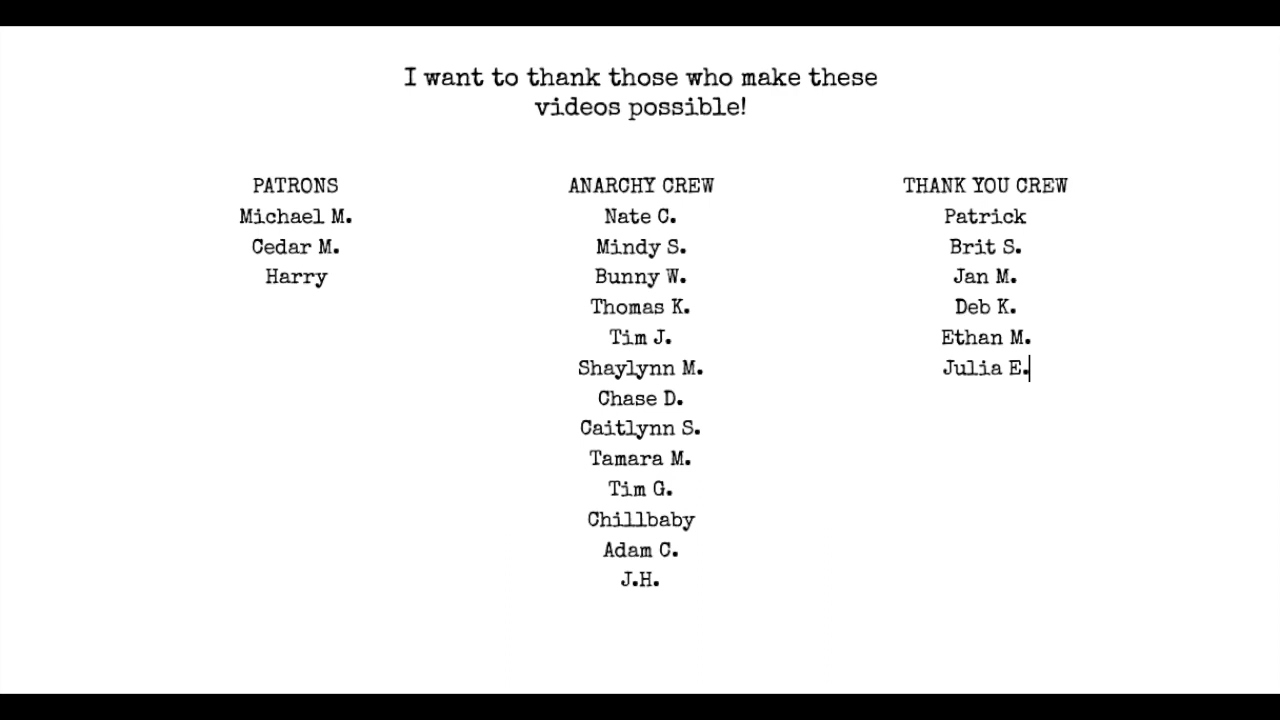 I want to thank those who make these
videos possible!
PATRONS
Michael M.
Cedar M.
Harry
ANARCHY CREW
Nate C.
Mindy S.
Bunny W.
Thomas K.
Tim J.
Shaylynn M.
Chase D.
Caitlynn S.
Tamara M.
Tim G.
Chillbaby
Adam C.
J.H.
THANK YOU CREW
Patrick
Brit S.
Jan M.
Deb K.
Ethan M.
Julia E.